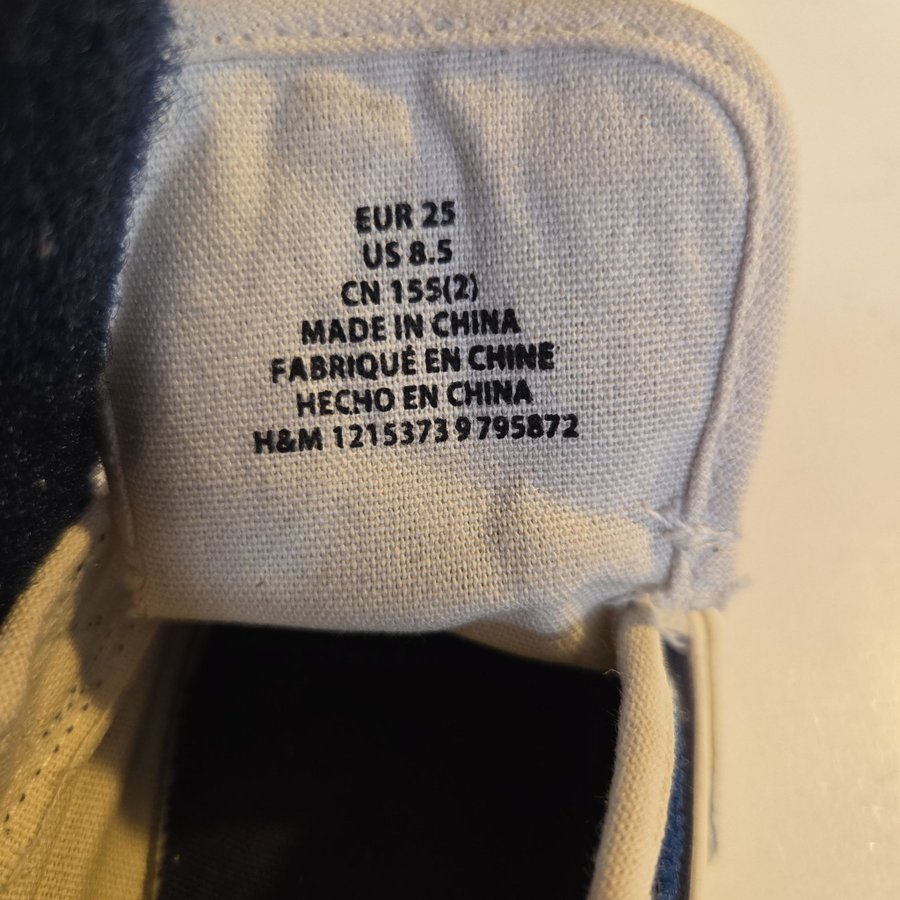 EUR 25
US 8.5
CN 155(2)
MADE IN CHINA
FABRIQUÉ EN CHINE
HECHO EN CHINA
H&M 1215373 9795872